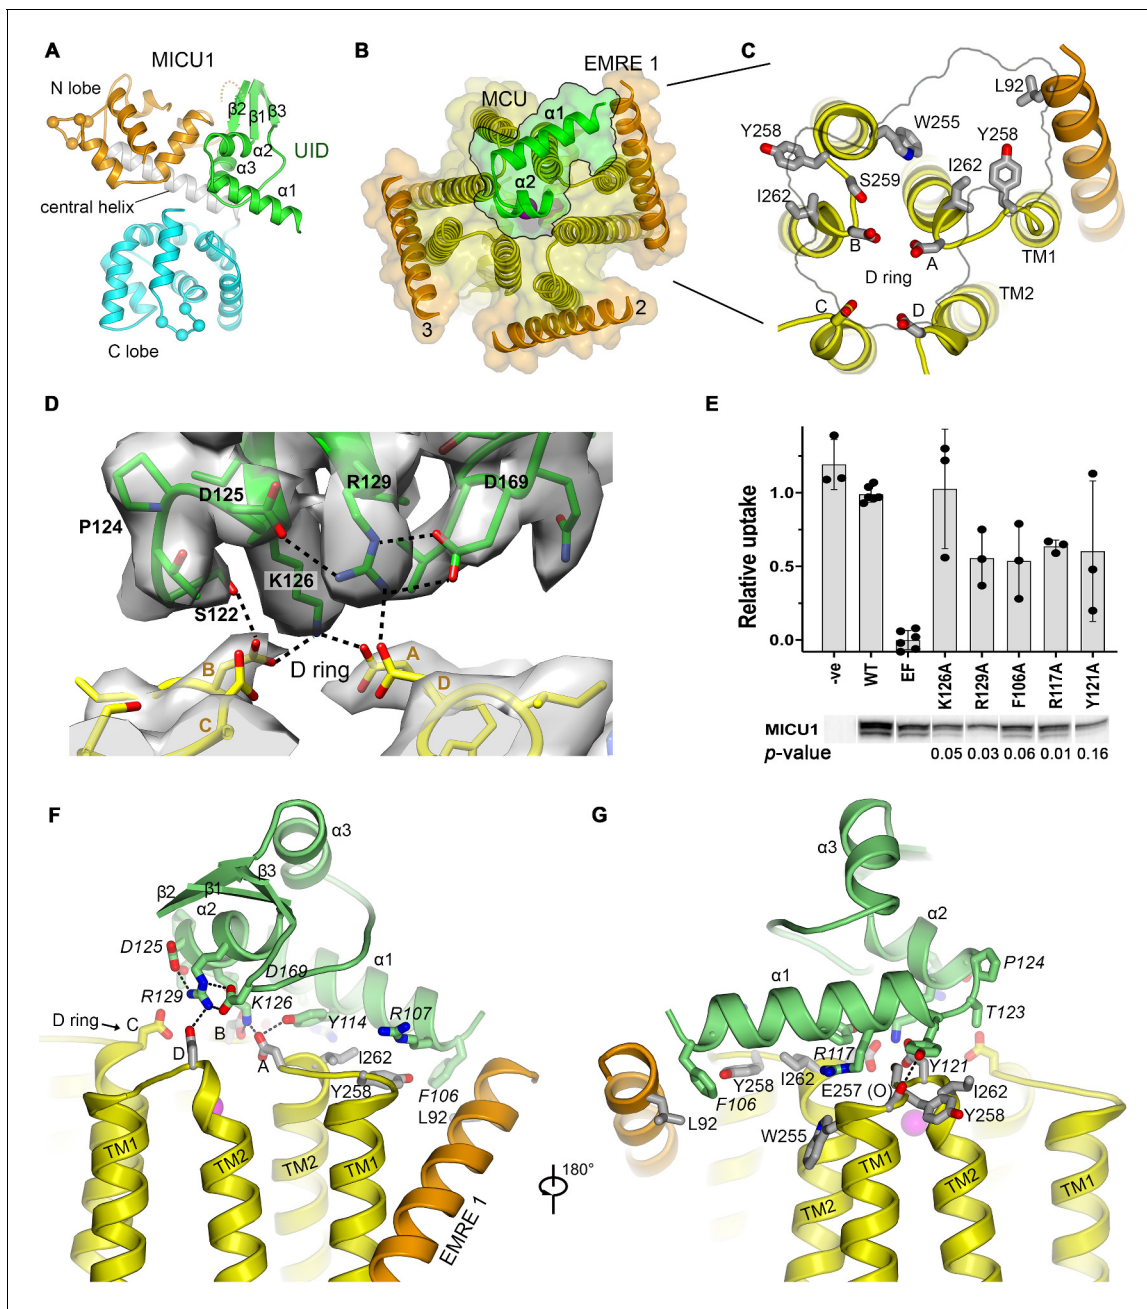 A
MICU1
N lobe
β2
β3
β1
α2
UID
α3
α1
central helix
C lobe
B
EMRE 1
MCU
α1
α2
3
2
C
L92
Y258
W255
Y258
S259
I262
I262
B
A
TM1
D ring
TM2
C
D
D
R129
D125
D169
P124
K126
S122
D ring
A
B
D
C
E
Relative uptake
1.0
0.5
0.0
-ve
WT
EF
K126A
R129A
F106A
R117A
Y121A
MICU1
p-value
0.05 0.03 0.06 0.01 0.16
F
α3
β3
β2
β1
α2
D125
D169
α1
R129
K126
R107
Y114
D ring
C
B
D
A
I262
Y258
F106
L92
TM1
TM2
TM2
TM1
EMRE 1
180°
G
α3
α2
α1
P124
T123
R117
Y121
I262
I262
Y258
E257 (O)
Y258
F106
L92
W255
TM1
TM2
TM2
TM1